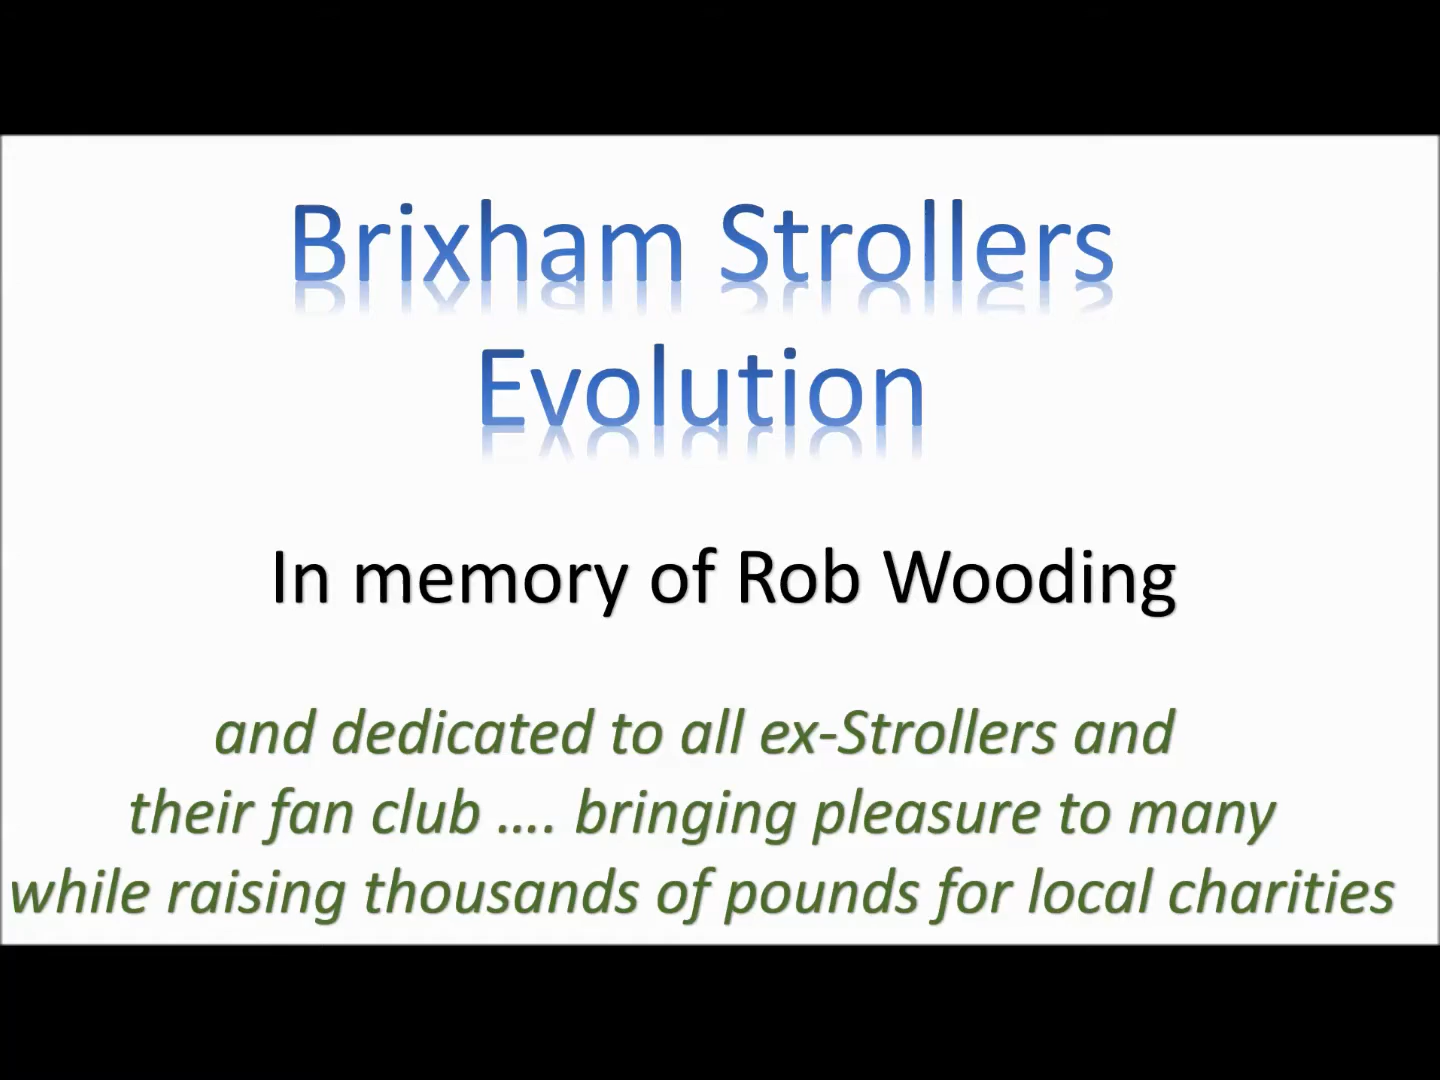 Brixham Strollers
Evolution
In memory of Rob Wooding
and dedicated to all ex-Strollers and
their fan club .... bringing pleasure to many
while raising thousands of pounds for local charities